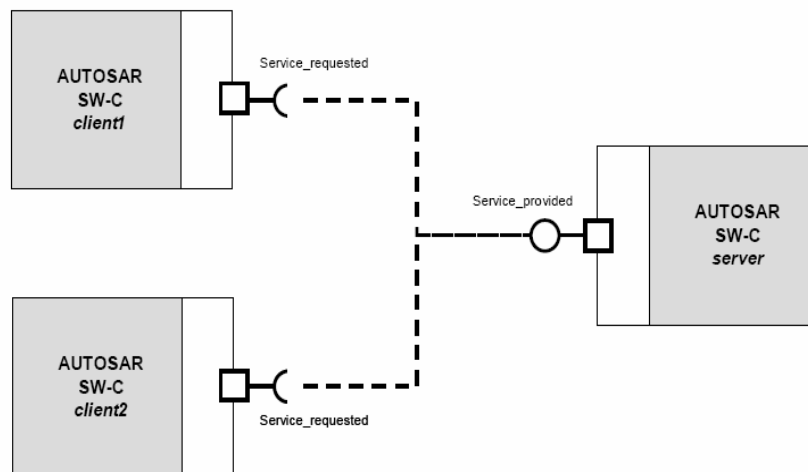 AUTOSAR
SW-C
client1
Service_requested
Service_provided
AUTOSAR
SW-C
server
AUTOSAR
SW-C
client2
Service_requested